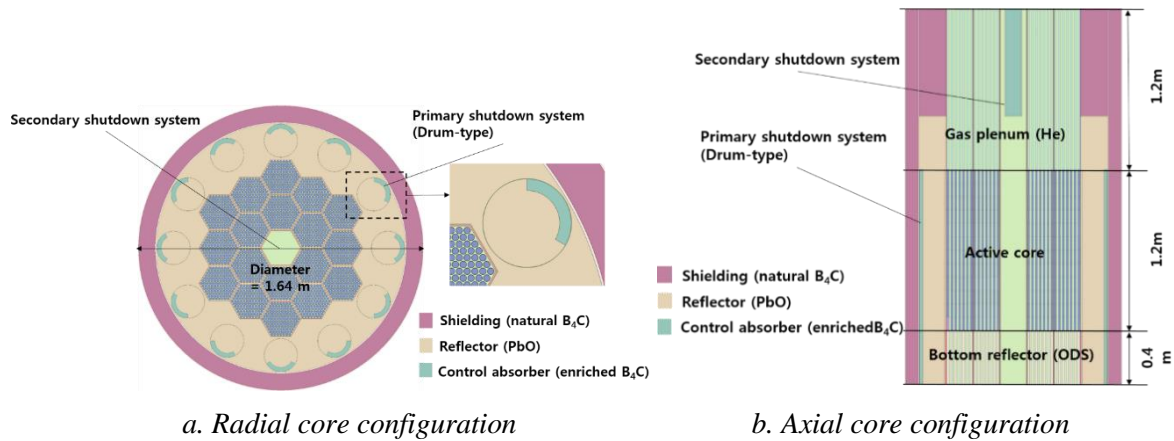 Secondary shutdown system
Primary shutdown system
(Drum-type)
Diameter
= 1.64 m
Shielding (natural B₄C)
Reflector (PbO)
Control absorber (enriched B₄C)
a. Radial core configuration
Secondary shutdown system
Primary shutdown system
(Drum-type)
Gas plenum (He)
Active core
Bottom reflector (ODS)
1.2m
1.2m
0.4
m
Shielding (natural B₄C)
Reflector (PbO)
Control absorber (enrichedB₄C)
b. Axial core configuration